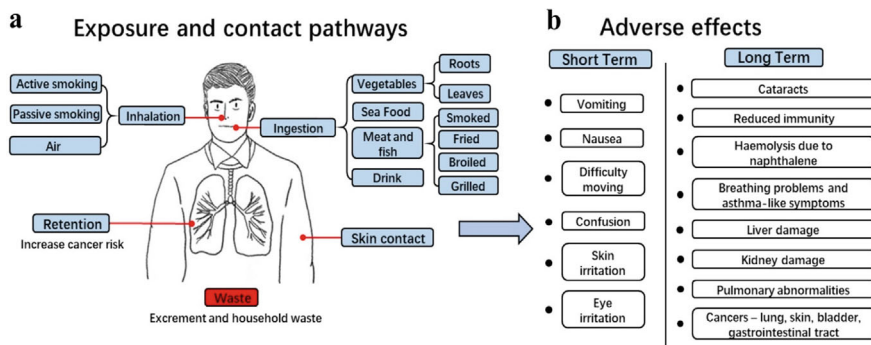 a
Exposure and contact pathways
Active smoking
Passive smoking
Air
Inhalation
Ingestion
Vegetables
Roots
Leaves
Sea Food
Meat and
fish
Smoked
Fried
Broiled
Grilled
Drink
Retention
Increase cancer risk
Skin contact
Waste
Excrement and household waste
b
Adverse effects
Short Term
Vomiting
Nausea
Difficulty
moving
Confusion
Skin
irritation
Eye
irritation
Long Term
Cataracts
Reduced immunity
Haemolysis due to
naphthalene
Breathing problems and
asthma-like symptoms
Liver damage
Kidney damage
Pulmonary abnormalities
Cancers – lung, skin, bladder,
gastrointestinal tract